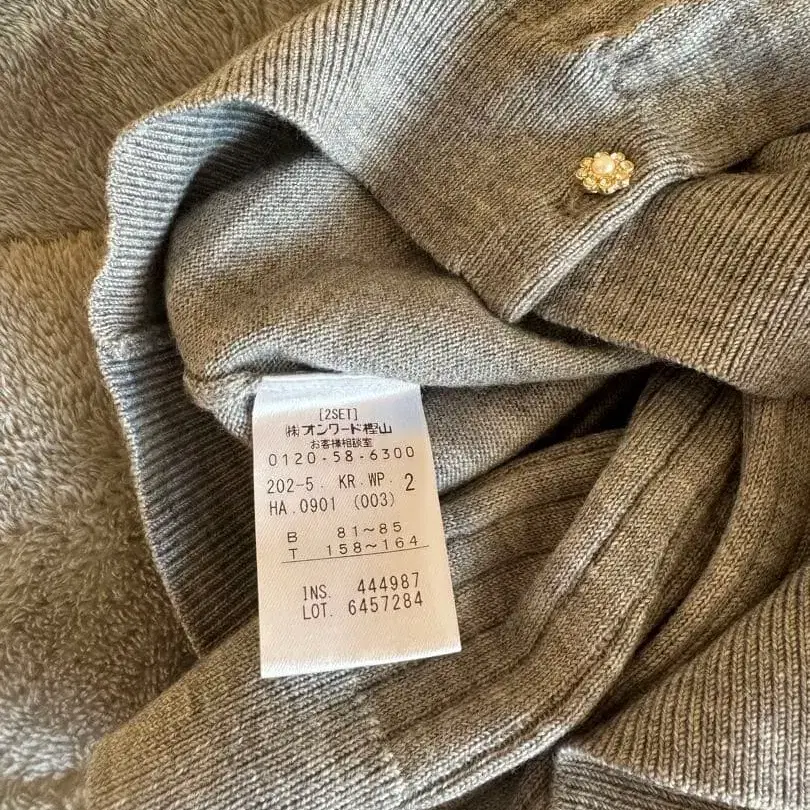 [2SET]
㈱オンワード樫山
お客様相談室
0120-58-6300
202-5. KR.WP. 2
HA.0901 (003)
B 81~85
T 158~164
INS. 444987
LOT. 6457284